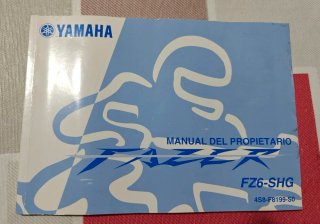 YAMAHA
MANUAL DEL PROPIETARIO
FAZER
FZ6-SHG
4S8-F8199-S0